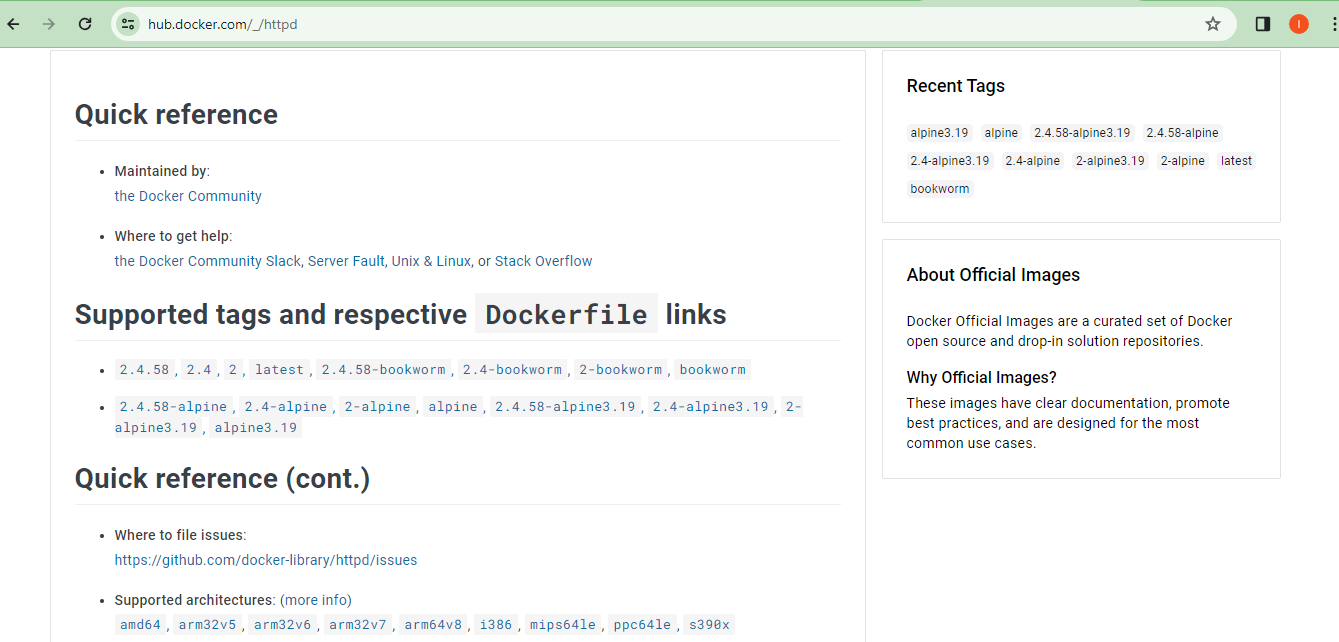 hub.docker.com/_/httpd
I
Quick reference
• Maintained by:
the Docker Community
• Where to get help:
the Docker Community Slack, Server Fault, Unix & Linux, or Stack Overflow
Supported tags and respective Dockerfile links
• 2.4.58, 2.4, 2, latest, 2.4.58-bookworm, 2.4-bookworm, 2-bookworm, bookworm
• 2.4.58-alpine, 2.4-alpine, 2-alpine, alpine, 2.4.58-alpine3.19, 2.4-alpine3.19, 2-
alpine3.19, alpine3.19
Quick reference (cont.)
• Where to file issues:
https://github.com/docker-library/httpd/issues
• Supported architectures: (more info)
amd64, arm32v5, arm32v6, arm32v7, arm64v8, i386, mips64le, ppc64le, s390x
Recent Tags
alpine3.19 alpine 2.4.58-alpine3.19 2.4.58-alpine
2.4-alpine3.19 2.4-alpine 2-alpine3.19 2-alpine latest
bookworm
About Official Images
Docker Official Images are a curated set of Docker
open source and drop-in solution repositories.
Why Official Images?
These images have clear documentation, promote
best practices, and are designed for the most
common use cases.